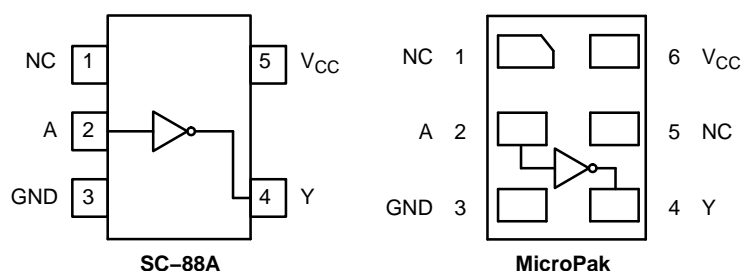 NC 1 5 VCC
A 2
GND 3 4 Y
SC–88A
NC 1 6 VCC
A 2 5 NC
GND 3 4 Y
MicroPak